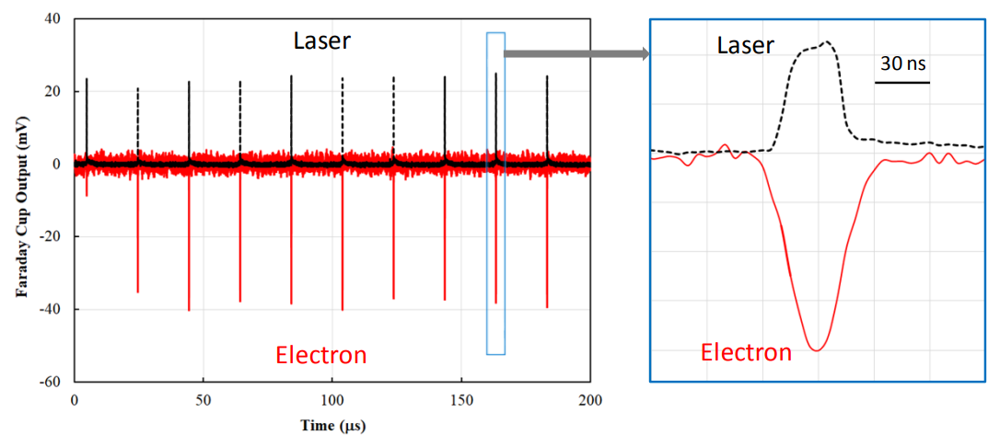 40
20
0
-20
-40
-60
Faraday Cup Output (mV)
Laser
Electron
0
50
100
150
200
Time (μs)
Laser
30 ns
Electron